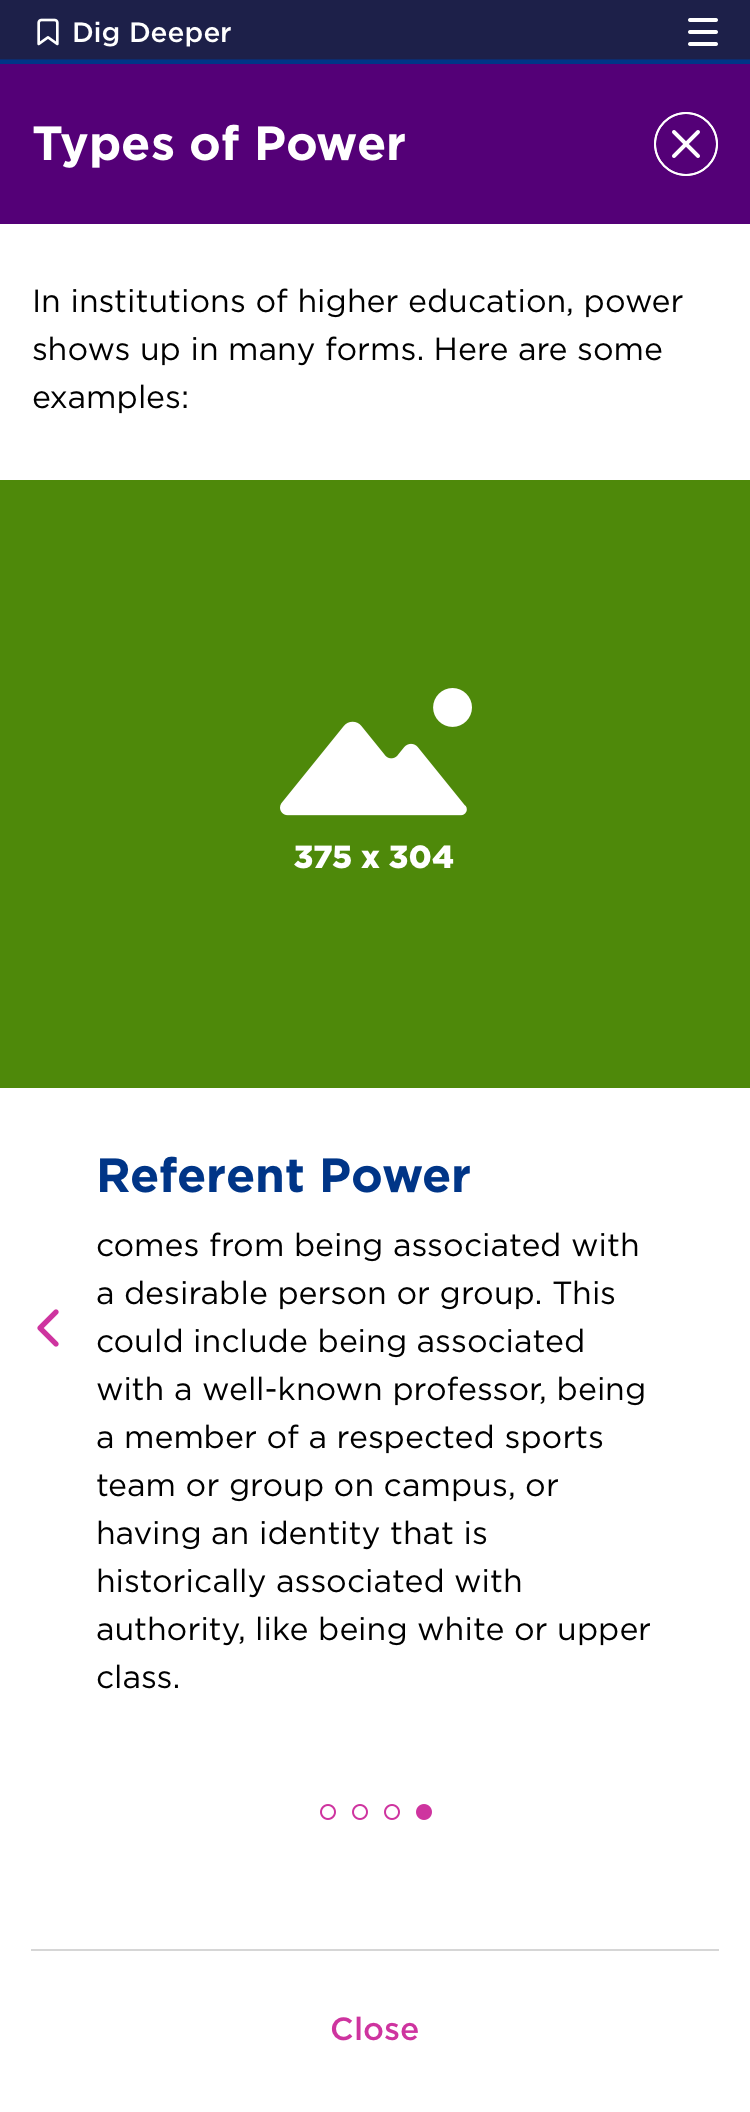 Dig Deeper
Types of Power
In institutions of higher education, power
shows up in many forms. Here are some
examples:
375 x 304
Referent Power
comes from being associated with
a desirable person or group. This
could include being associated
with a well-known professor, being
a member of a respected sports
team or group on campus, or
having an identity that is
historically associated with
authority, like being white or upper
class.
Close